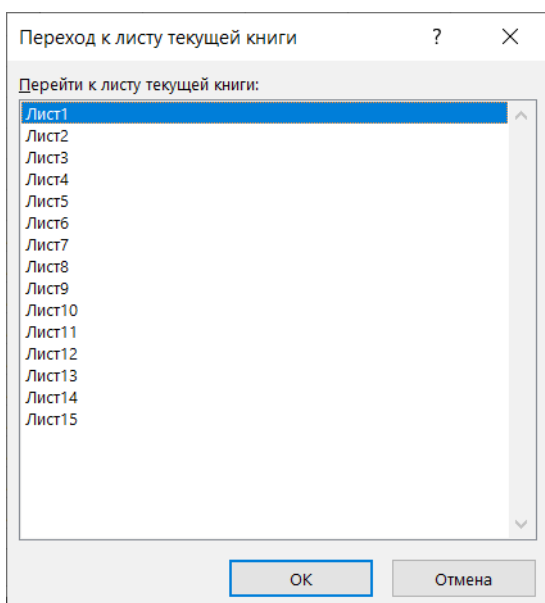 Переход к листу текущей книги ?
Перейти к листу текущей книги:
Лист1
Лист2
Лист3
Лист4
Лист5
Лист6
Лист7
Лист8
Лист9
Лист10
Лист11
Лист12
Лист13
Лист14
Лист15
ОК Отмена